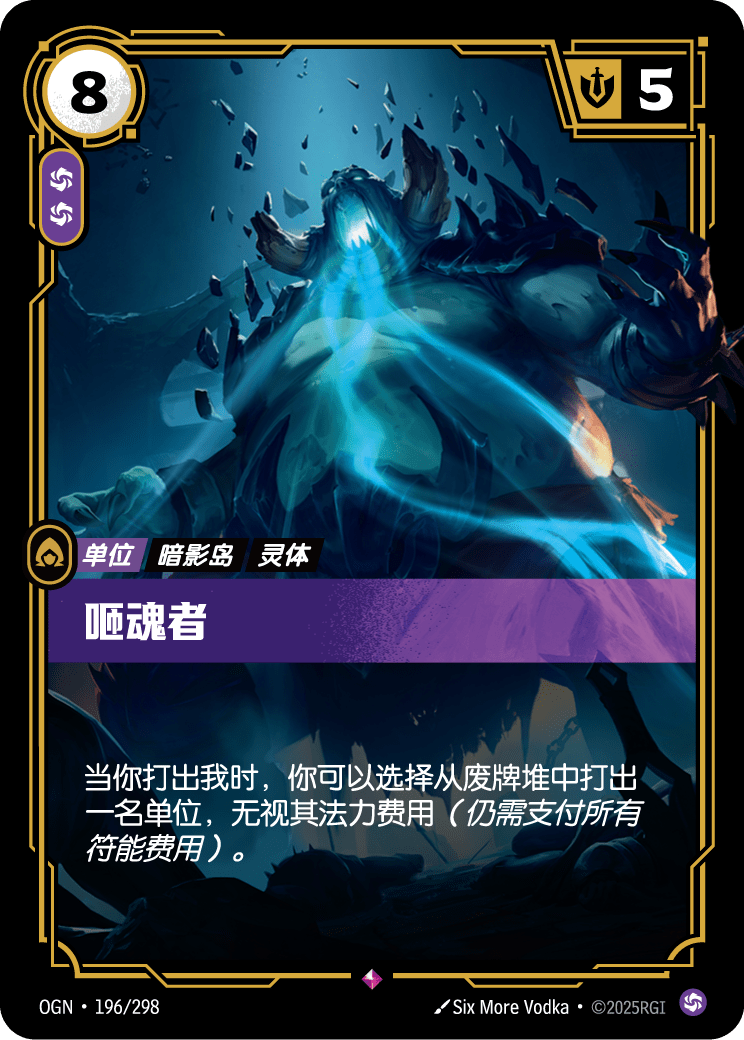 8
5
单位 暗影岛 灵体
咂魂者
当你打出我时，你可以选择从废牌堆中打出
一名单位，无视其法力费用（仍需支付所有
符能费用）。
OGN • 196/298
Six More Vodka • ©2025RGI